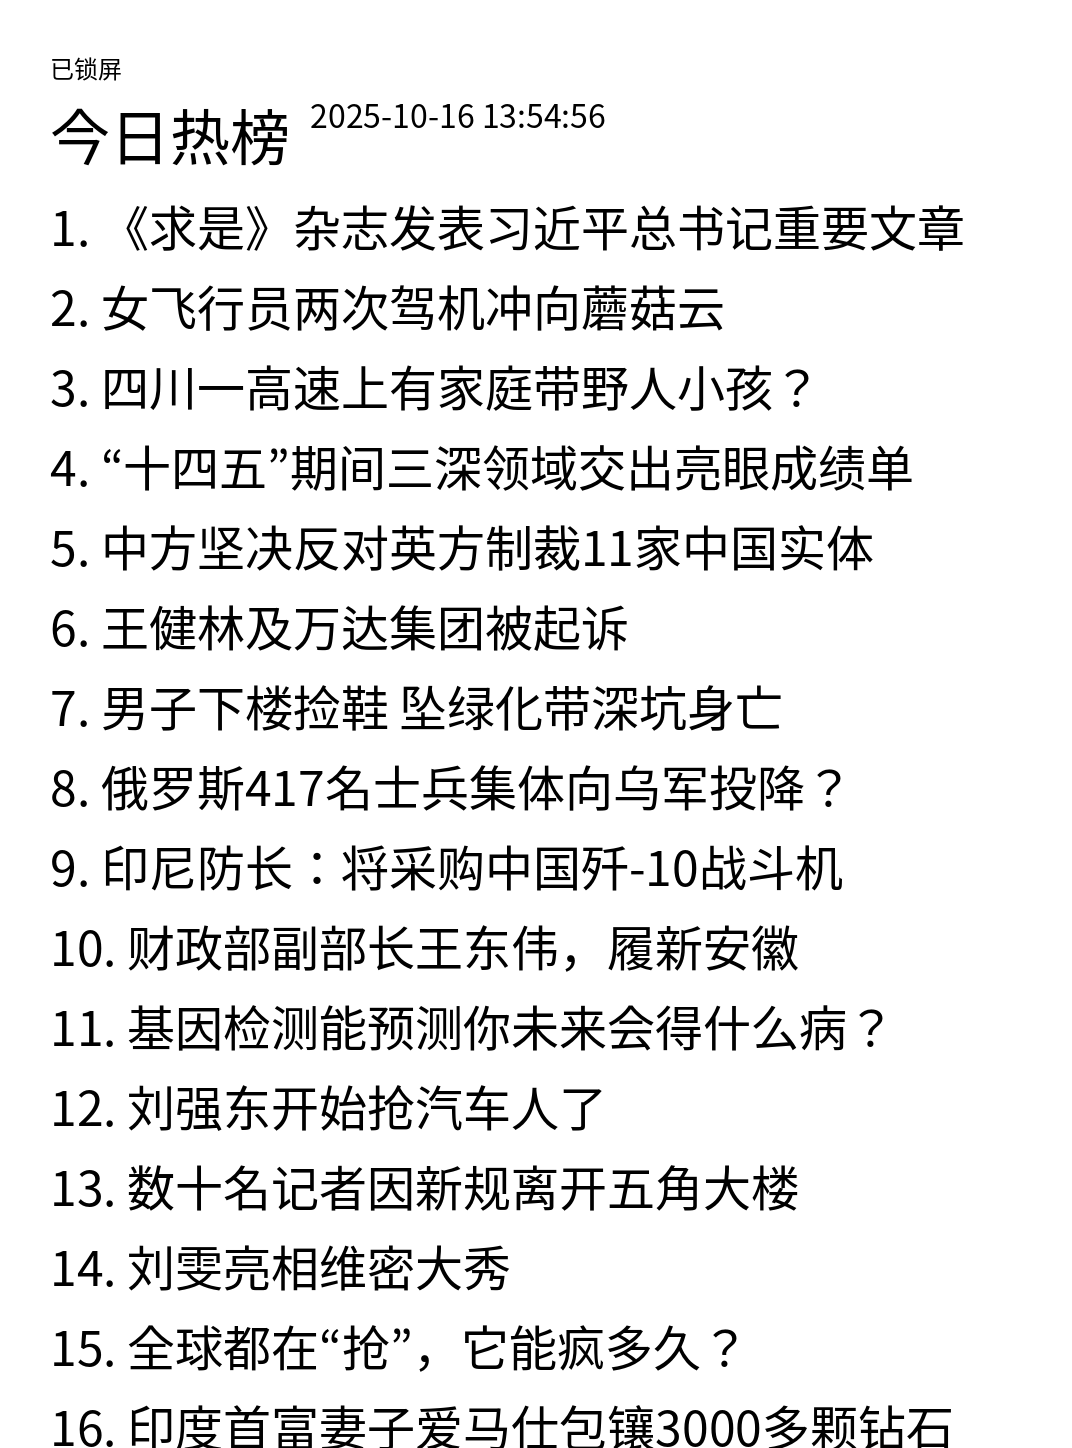 已锁屏
今日热榜 2025-10-16 13:54:56
1. 《求是》杂志发表习近平总书记重要文章
2. 女飞行员两次驾机冲向蘑菇云
3. 四川一高速上有家庭带野人小孩？
4. “十四五”期间三深领域交出亮眼成绩单
5. 中方坚决反对英方制裁11家中国实体
6. 王健林及万达集团被起诉
7. 男子下楼捡鞋 坠绿化带深坑身亡
8. 俄罗斯417名士兵集体向乌军投降？
9. 印尼防长：将采购中国歼-10战斗机
10. 财政部副部长王东伟，履新安徽
11. 基因检测能预测你未来会得什么病？
12. 刘强东开始抢汽车人了
13. 数十名记者因新规离开五角大楼
14. 刘雯亮相维密大秀
15. 全球都在“抢”，它能疯多久？
16. 印度首富妻子爱马仕包镶3000多颗钻石